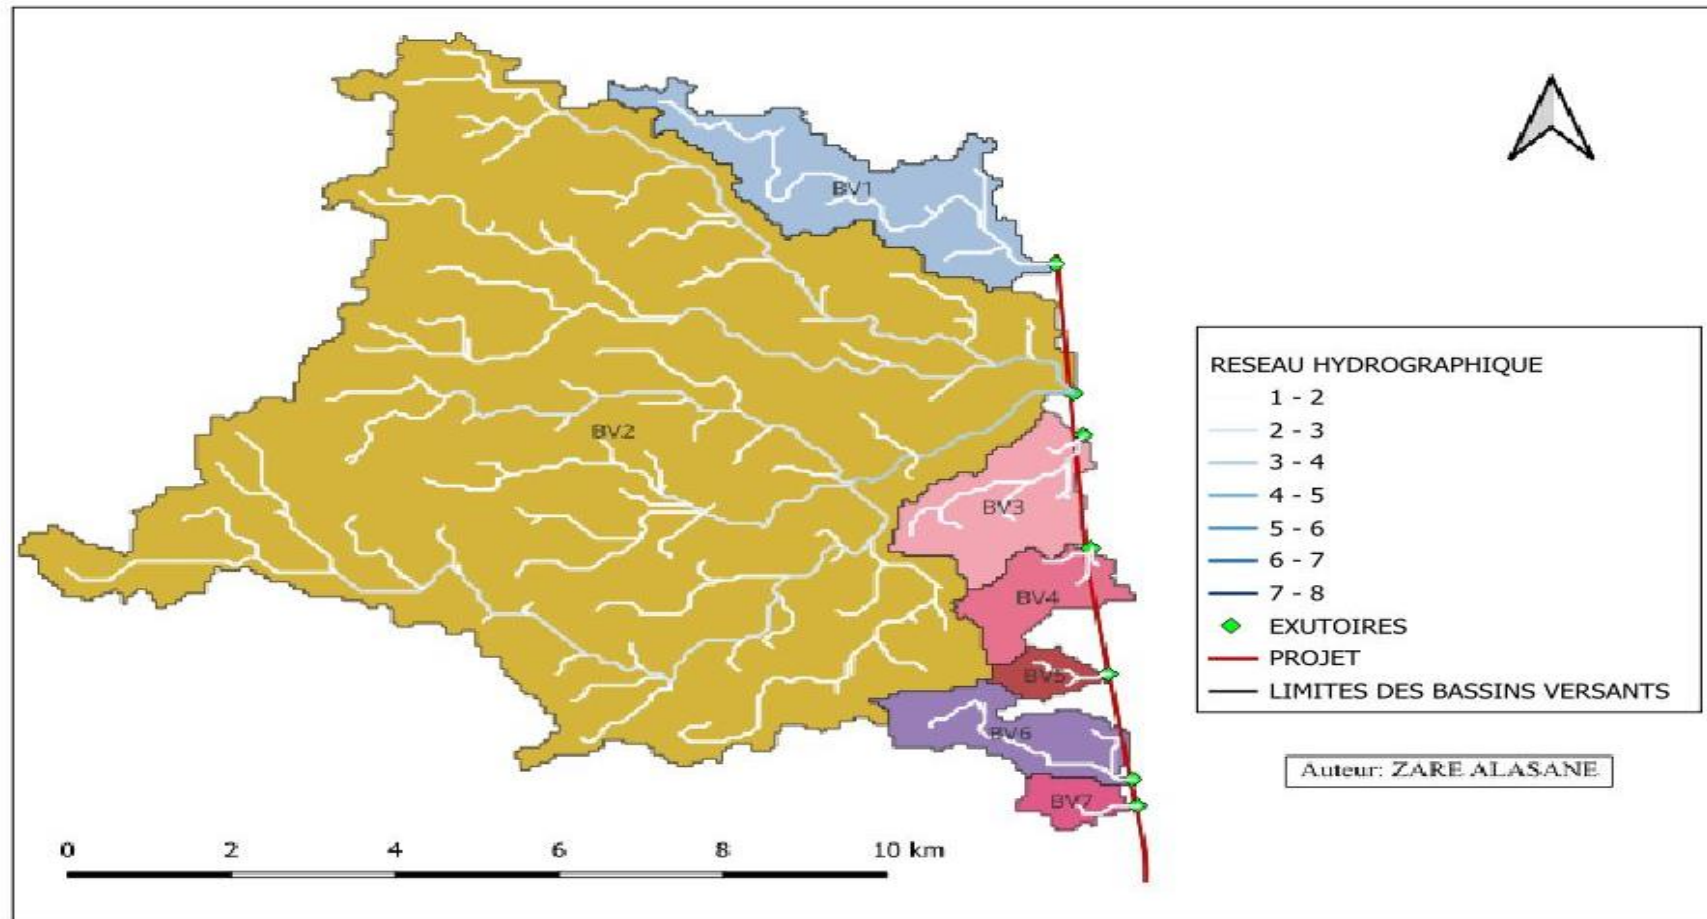 BV1
BV2
BV3
BV4
BV5
BV6
BV7
RESEAU HYDROGRAPHIQUE
1 - 2
2 - 3
3 - 4
4 - 5
5 - 6
6 - 7
7 - 8
EXUTOIRES
PROJET
LIMITES DES BASSINS VERSANTS
Auteur: ZARE ALASANE
0 2 4 6 8 10 km